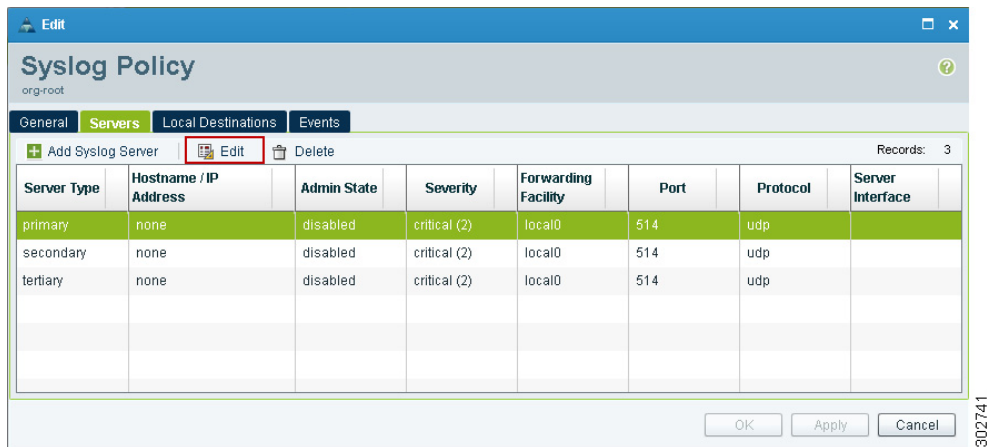 Edit
Syslog Policy
org-root
General Servers Local Destinations Events
Add Syslog Server Edit Delete Records: 3
Server Type Hostname / IP Address Admin State Severity Forwarding Facility Port Protocol Server Interface
primary none disabled critical (2) local0 514 udp
secondary none disabled critical (2) local0 514 udp
tertiary none disabled critical (2) local0 514 udp
OK Apply Cancel
302741